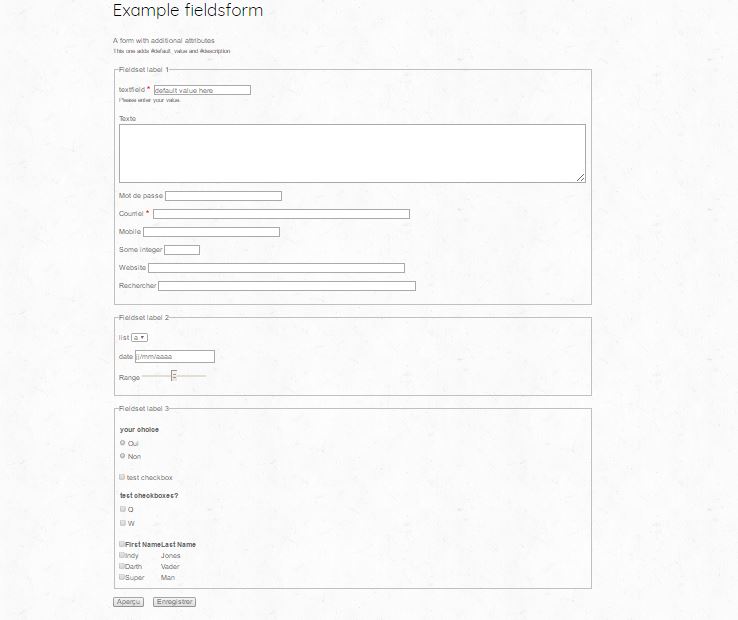 Example fieldsform
A form with additional attributes
This one adds #default_value and #description
Fieldset label 1
textfield * default value here
Please enter your value.
Texte
Mot de passe
Courriel *
Mobile
Some integer
Website
Rechercher
Fieldset label 2
list a
date jj/mm/aaaa
Range
Fieldset label 3
your choice
Oui
Non
test checkbox
test checkboxes?
Q
W
First Name Last Name
Indy Jones
Darth Vader
Super Man
Aperçu Enregistrer